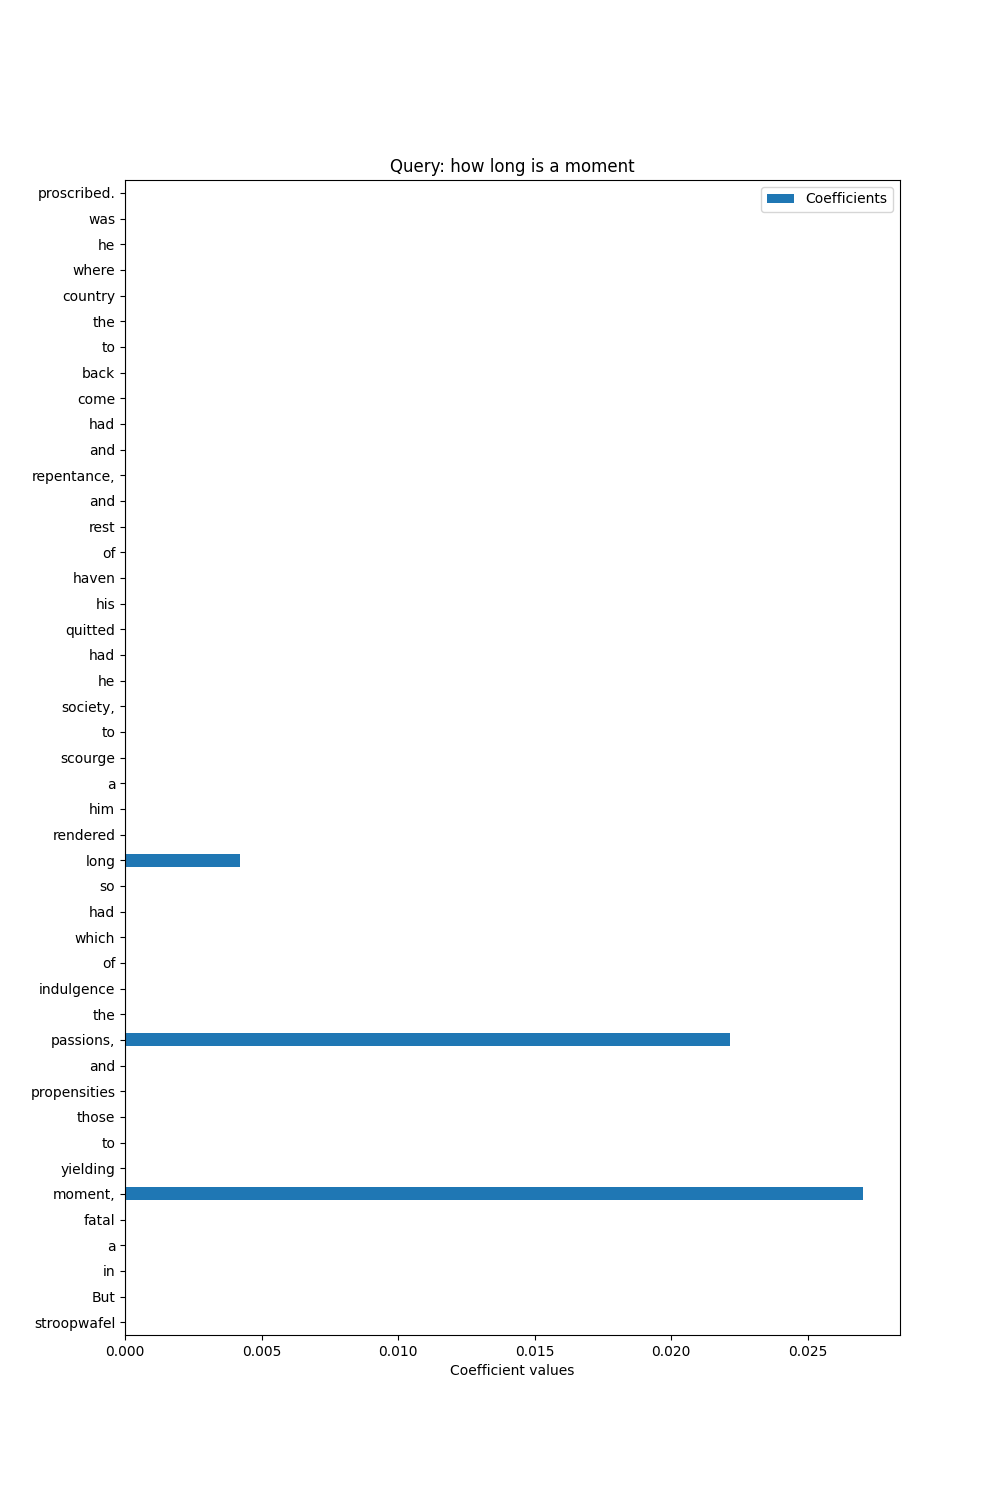 Query: how long is a moment
Coefficients
proscribed.
was
he
where
country
the
to
back
come
had
and
repentance,
and
rest
of
haven
his
quitted
had
he
society,
to
scourge
a
him
rendered
long
so
had
which
of
indulgence
the
passions,
and
propensities
those
to
yielding
moment,
fatal
a
in
But
stroopwafel
0.000 0.005 0.010 0.015 0.020 0.025
Coefficient values